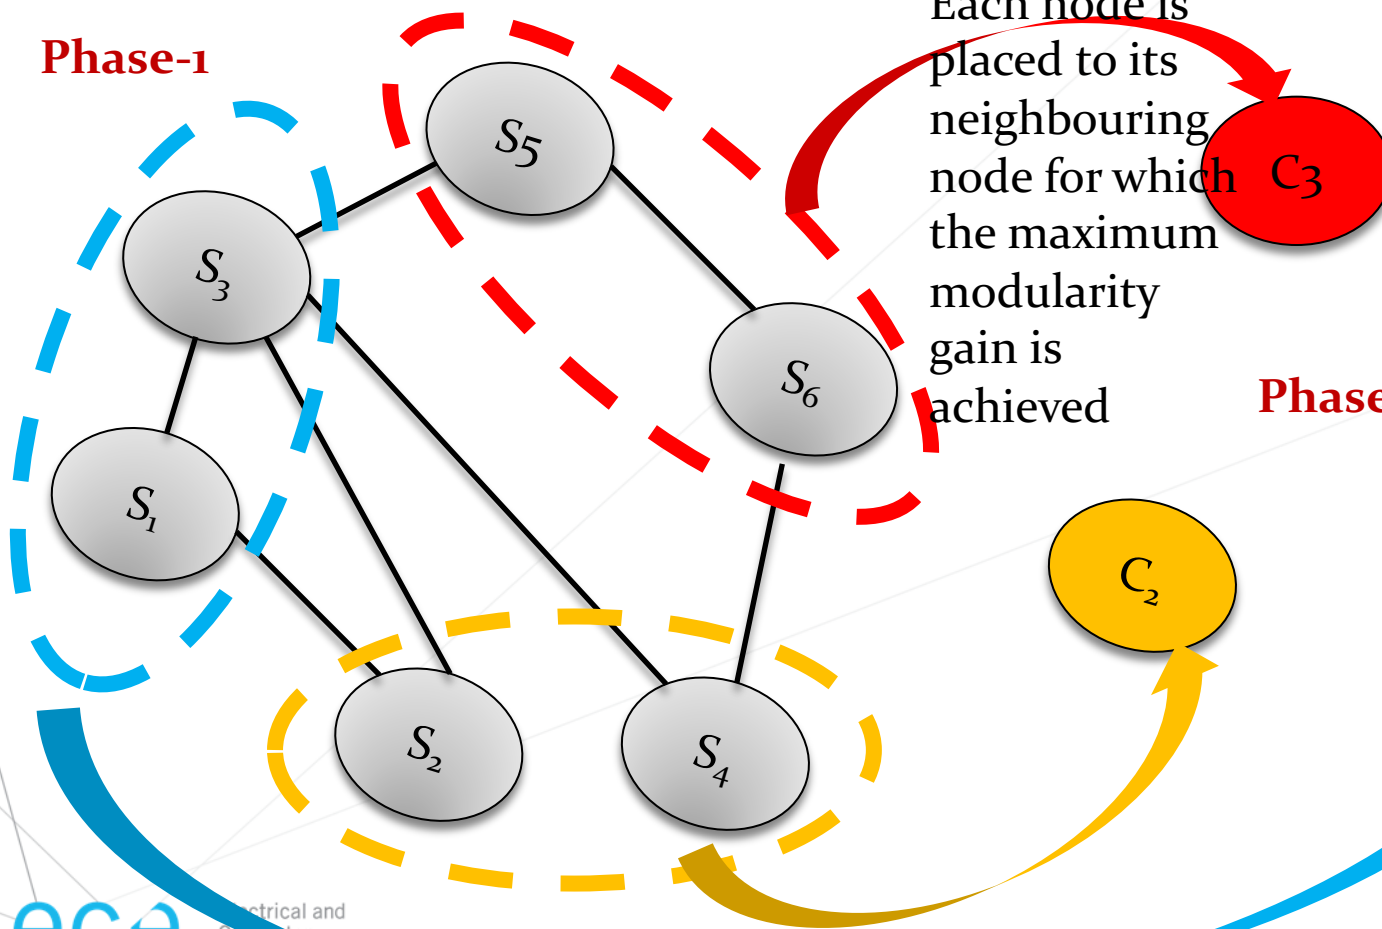 Phase-1
Each node is
placed to its
neighbouring
node for which
the maximum
modularity
gain is
achieved
S5
C3
S3
S6
Phase
S1
C2
S2
S4
ece
ctrical and